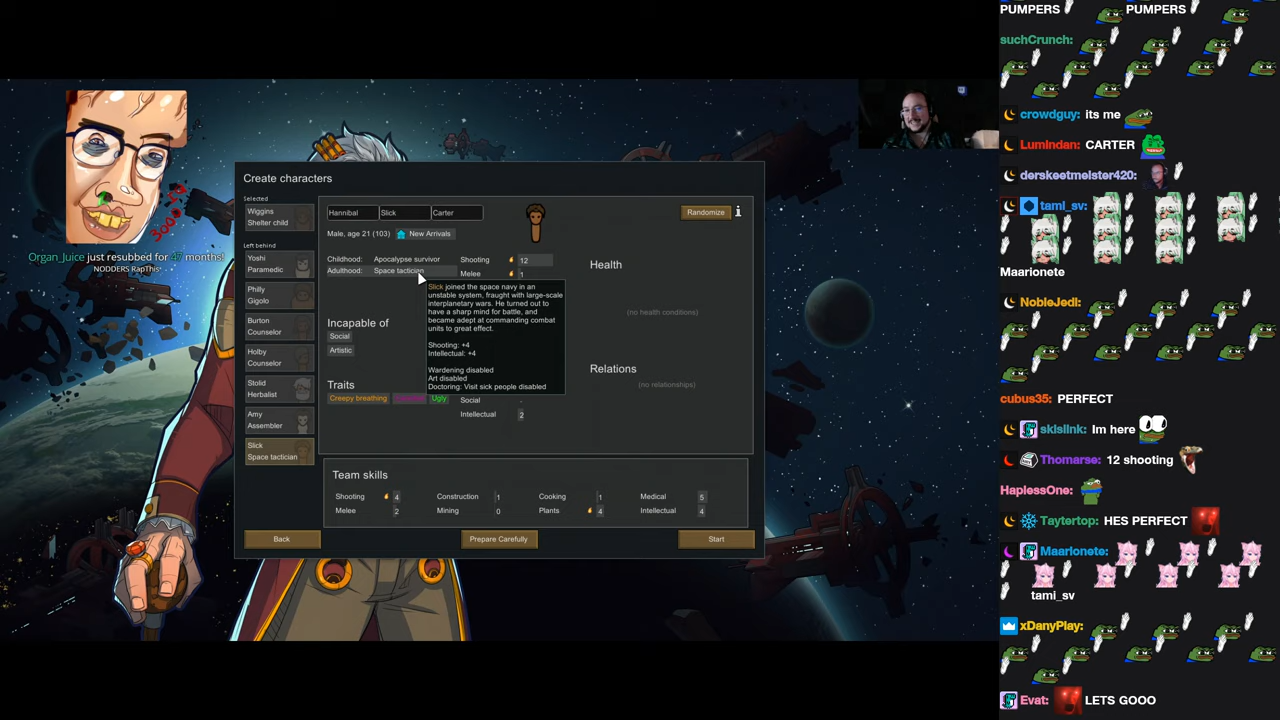 300 IQ
Organ_Juice just resubbed for 47 months!
NODDERS RapThis
Create characters
Selected
Wiggins
Shelter child
Left behind
Yoshi
Paramedic
Philly
Gigolo
Burton
Counselor
Holby
Counselor
Stolid
Herbalist
Amy
Assembler
Slick
Space tactician
Hannibal
Slick
Carter
Randomize
Male, age 21 (103)
New Arrivals
Childhood: Apocalypse survivor
Adulthood: Space tactician
Incapable of
Social
Artistic
Traits
Creepy breathing
Ugly
Shooting 12
Melee 1
Slick joined the space navy in an
unstable system, fraught with large-scale
interplanetary wars. He turned out to
have a sharp mind for battle, and
became adept at commanding combat
units to great effect.
Shooting: +4
Intellectual: +4
Wardening disabled
Art disabled
Doctoring: Visit sick people disabled
Social -
Intellectual 2
Health
(no health conditions)
Relations
(no relationships)
Team skills
Shooting 4 Construction 1 Cooking 1 Medical 5
Melee 2 Mining 0 Plants 4 Intellectual 4
Back
Prepare Carefully
Start
PUMPERS PUMPERS
suchCrunch:
crowdguy: its me
Lumindan: CARTER
derskeetmeister420:
tami_sv:
Maarionete
NobleJedi:
cubus35: PERFECT
skislink: Im here
Thomarse: 12 shooting
HaplessOne:
Taytertop: HES PERFECT
Maarionete:
tami_sv
xDanyPlay:
Evat: LETS GOOO